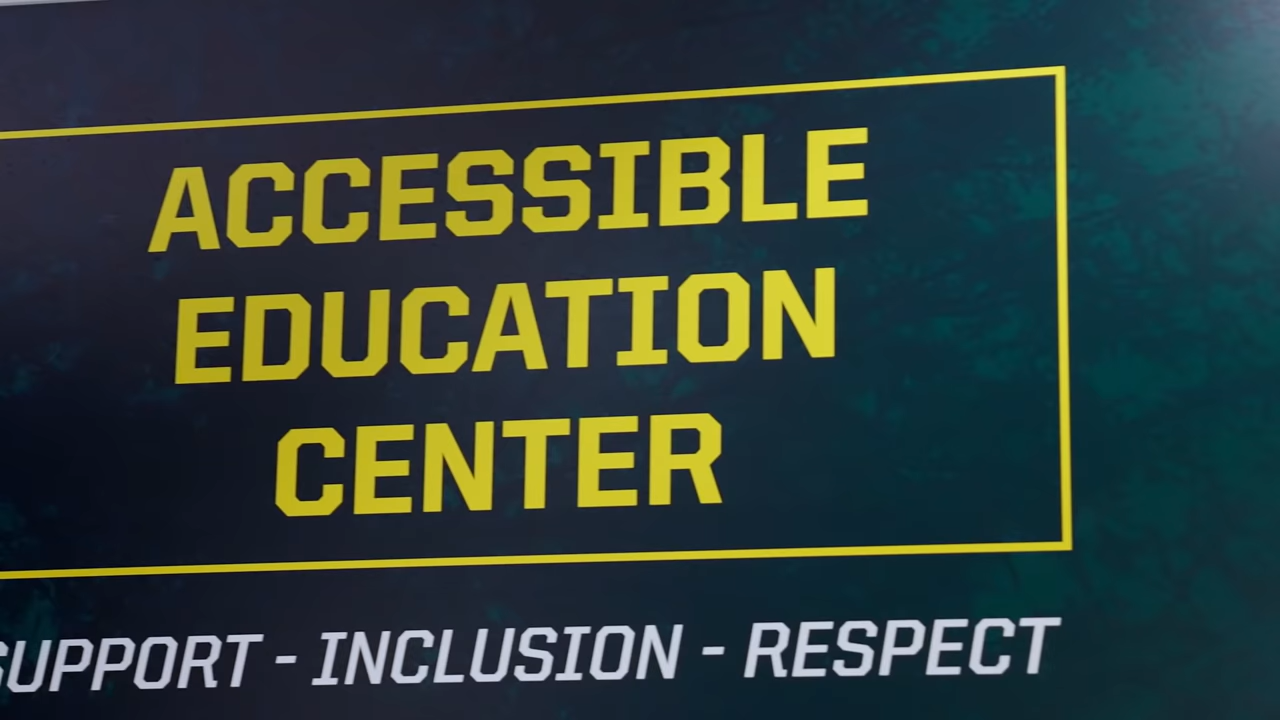 ACCESSIBLE
EDUCATION
CENTER
SUPPORT - INCLUSION - RESPECT